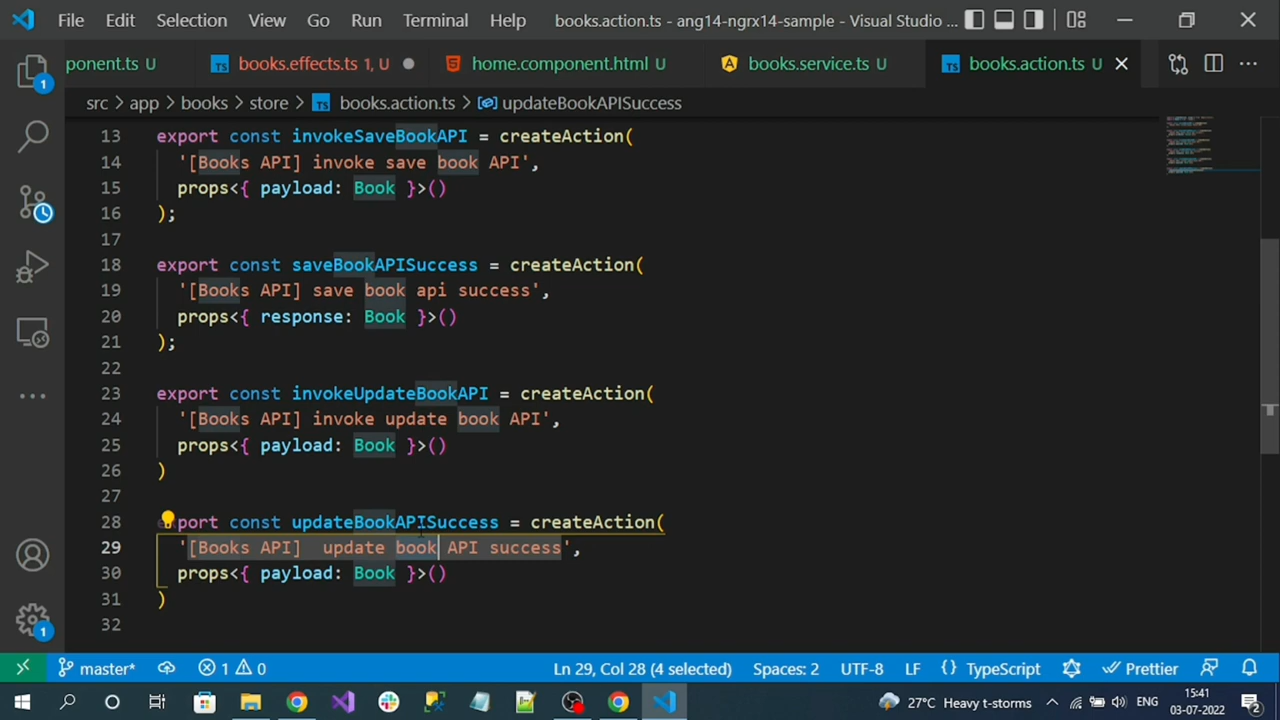 File Edit Selection View Go Run Terminal Help books.action.ts - ang14-ngrx14-sample - Visual Studio ...
ponent.ts U TS books.effects.ts 1, U home.component.html U books.service.ts U TS books.action.ts U
src > app > books > store > TS books.action.ts > updateBookAPISuccess
13 export const invokeSaveBookAPI = createAction(
14 '[Books API] invoke save book API',
15 props<{ payload: Book }>()
16 );
17
18 export const saveBookAPISuccess = createAction(
19 '[Books API] save book api success',
20 props<{ response: Book }>()
21 );
22
23 export const invokeUpdateBookAPI = createAction(
24 '[Books API] invoke update book API',
25 props<{ payload: Book }>()
26 )
27
28 export const updateBookAPISuccess = createAction(
29 '[Books API]  update book API success',
30 props<{ payload: Book }>()
31 )
32
1
1
master* 1 0 Ln 29, Col 28 (4 selected) Spaces: 2 UTF-8 LF {} TypeScript Prettier
27°C Heavy t-storms ENG 15:41
03-07-2022 2